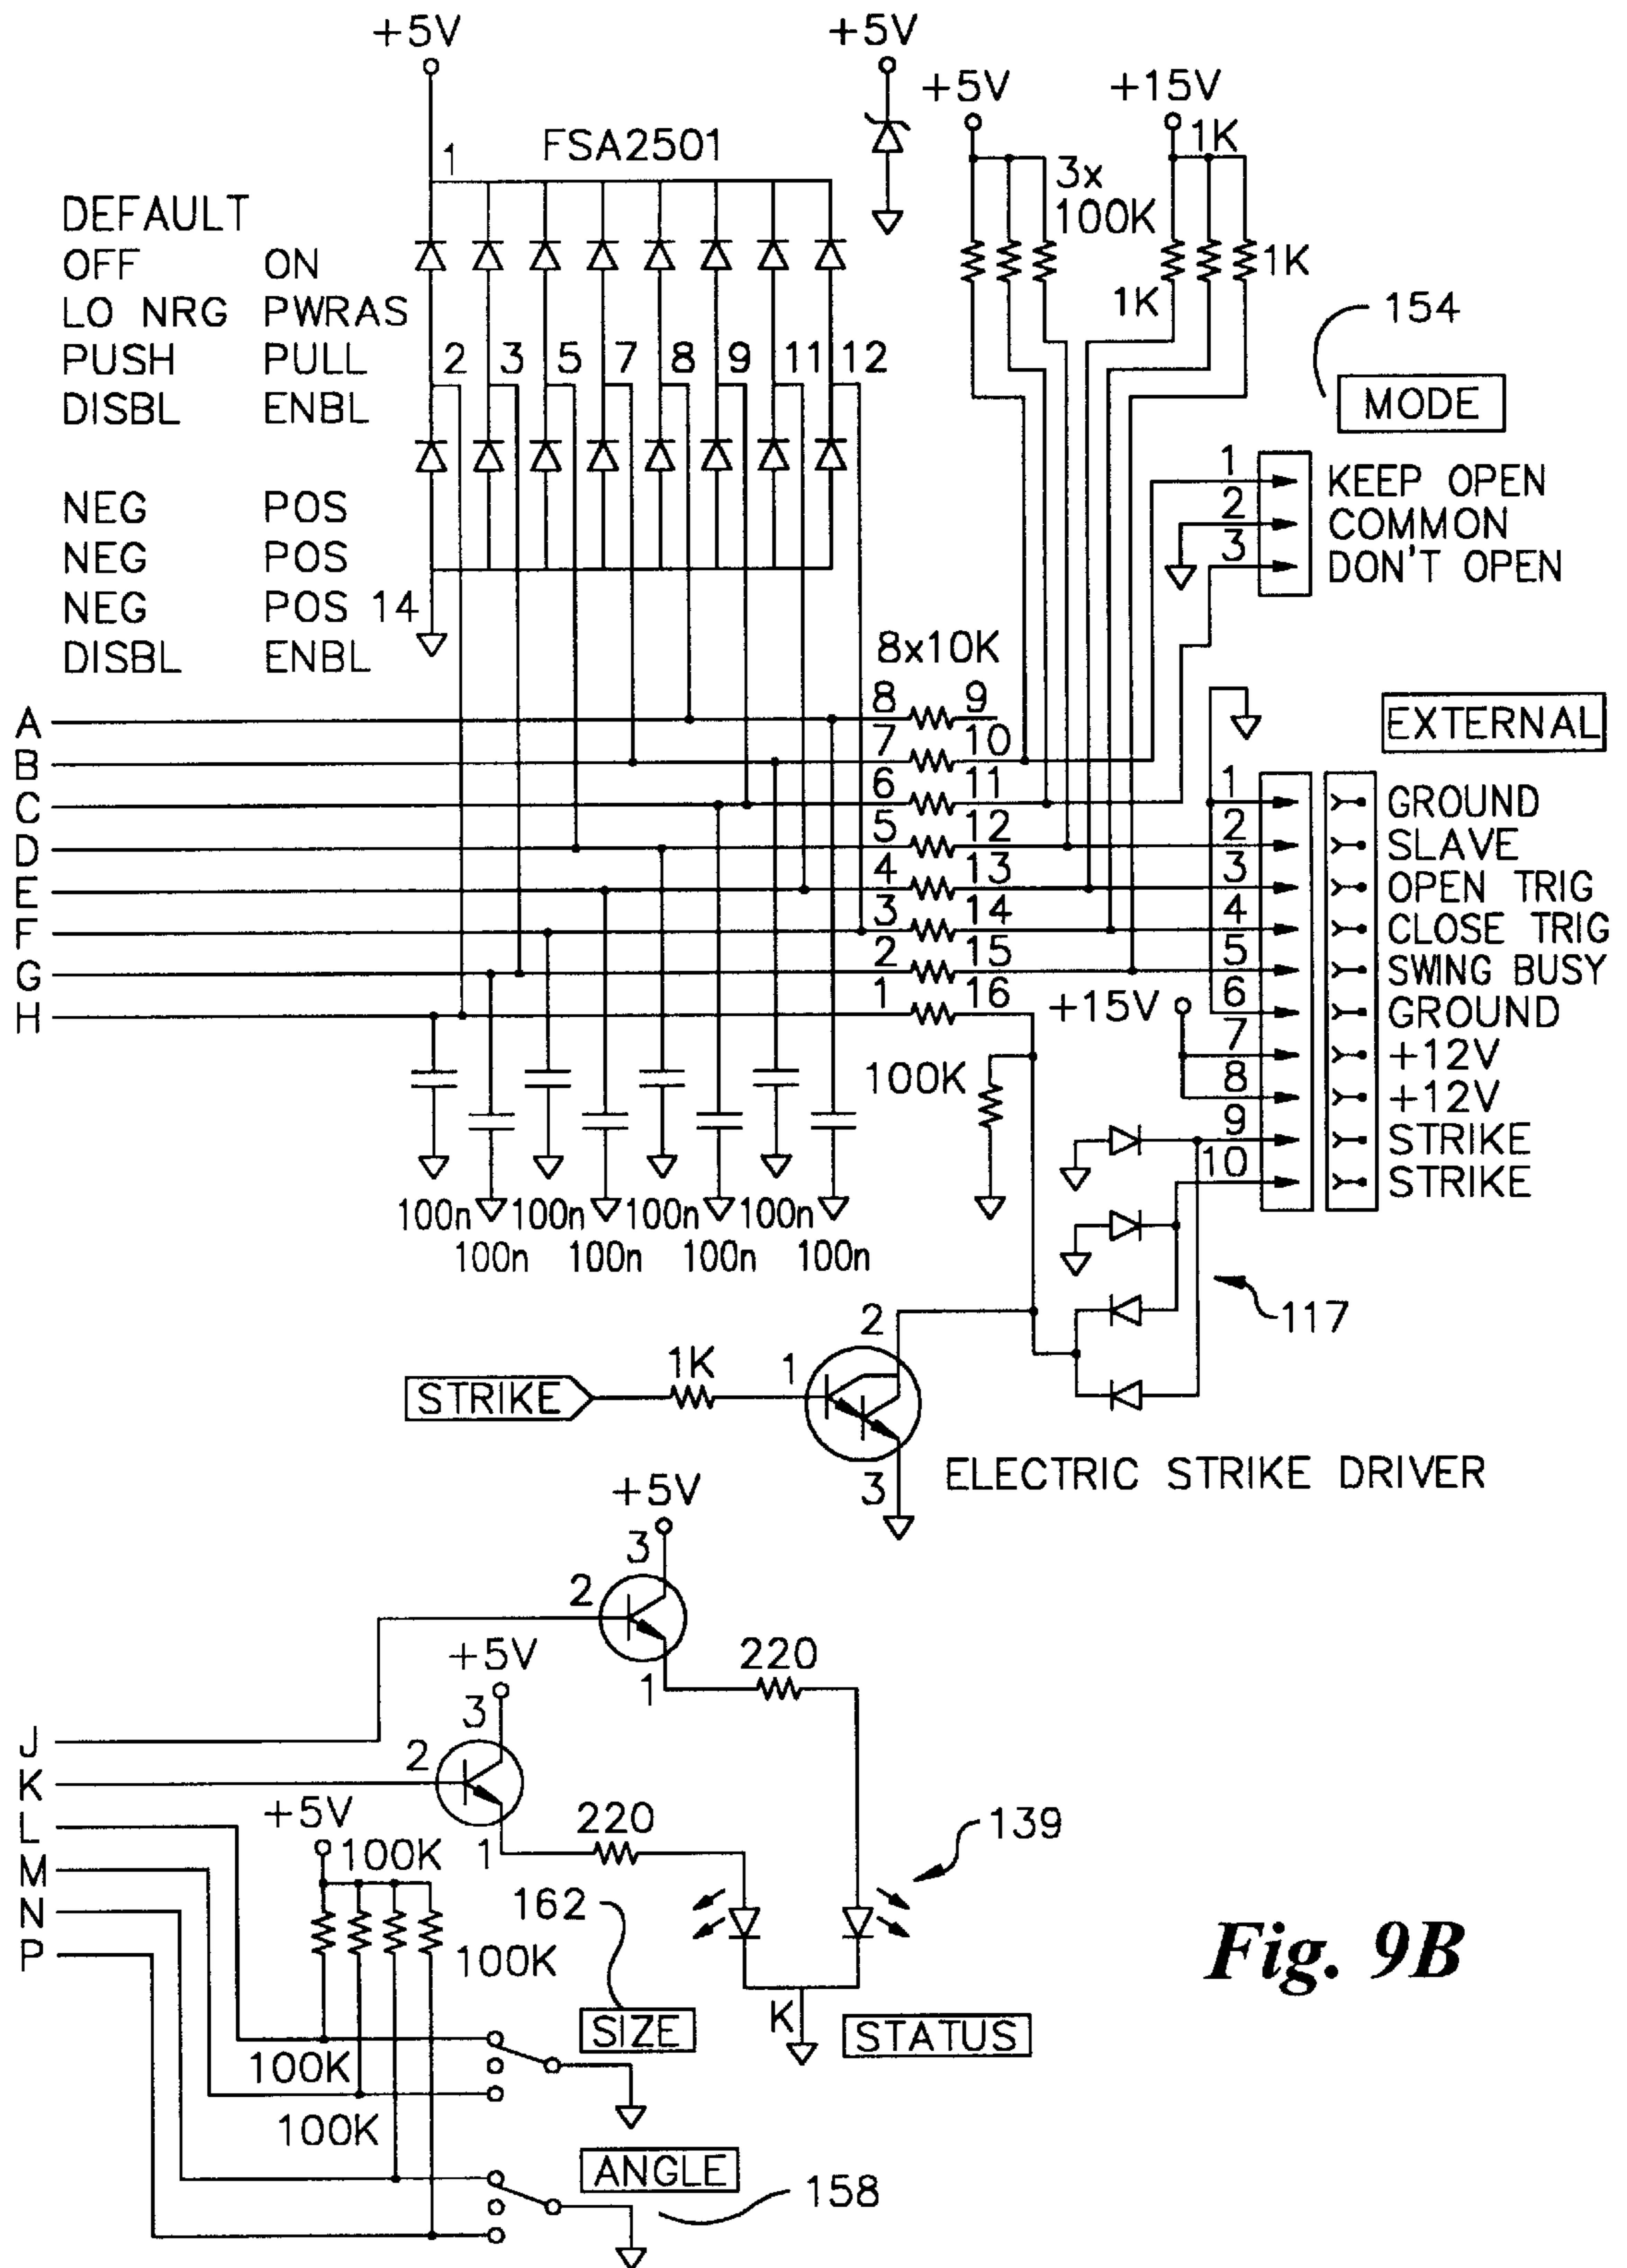 +5V
+5V
+5V
+15V
1K
1
FSA2501
3x
100K
DEFAULT
OFF ON
LO NRG PWRAS
PUSH PULL
DISBL ENBL
2 3 5 7 8 9 11 12
1K
1K
154
MODE
1 KEEP OPEN
2 COMMON
3 DON'T OPEN
NEG POS
NEG POS
NEG POS 14
DISBL ENBL
8x10K
EXTERNAL
A 8 9
B 7 10
C 6 11
D 5 12
E 4 13
F 3 14
G 2 15
H 1 16
1 GROUND
2 SLAVE
3 OPEN TRIG
4 CLOSE TRIG
5 SWING BUSY
6 GROUND
+15V
7 +12V
8 +12V
9 STRIKE
10 STRIKE
100K
100n 100n 100n 100n
100n 100n 100n 100n
117
STRIKE
1K
1
2
3
ELECTRIC STRIKE DRIVER
+5V
3
2
1
220
+5V
3
2
1
220
J
K
L
M
N
P
+5V
100K
100K
139
162
SIZE
K
STATUS
100K
100K
ANGLE
158
Fig. 9B